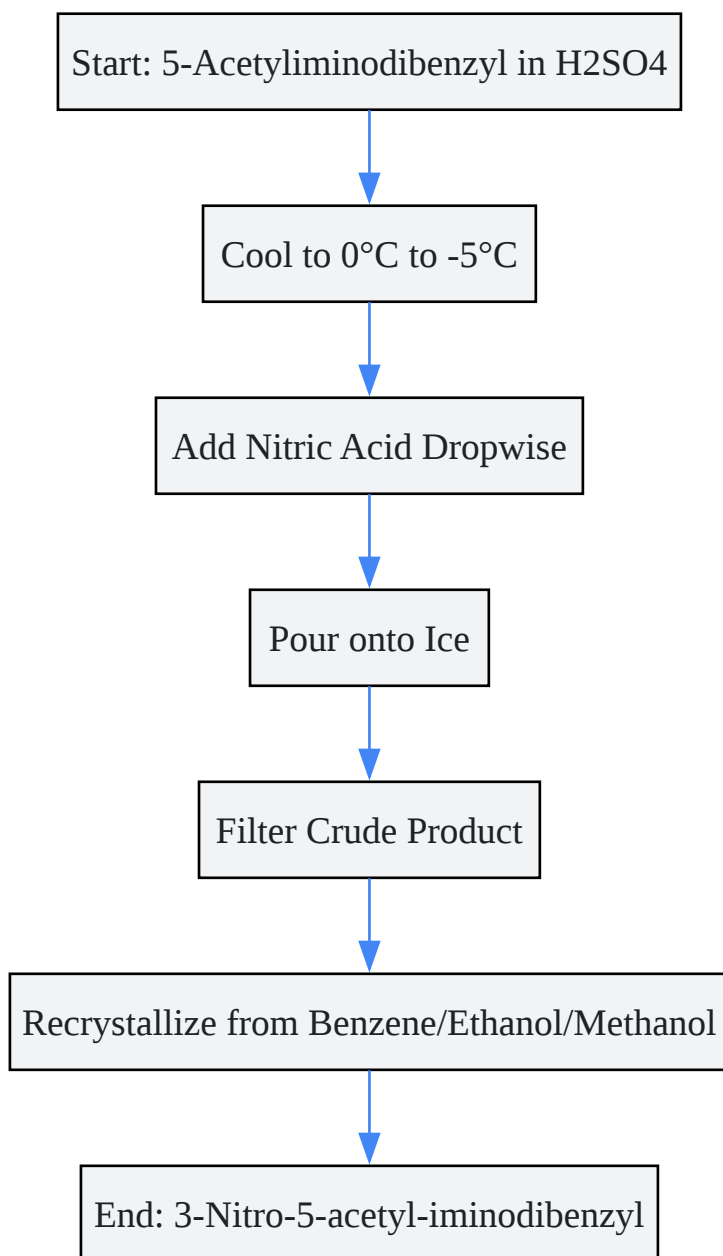 Start: 5-Acetyliminodibenzyl in H2SO4
Cool to 0°C to -5°C
Add Nitric Acid Dropwise
Pour onto Ice
Filter Crude Product
Recrystallize from Benzene/Ethanol/Methanol
End: 3-Nitro-5-acetyl-iminodibenzyl